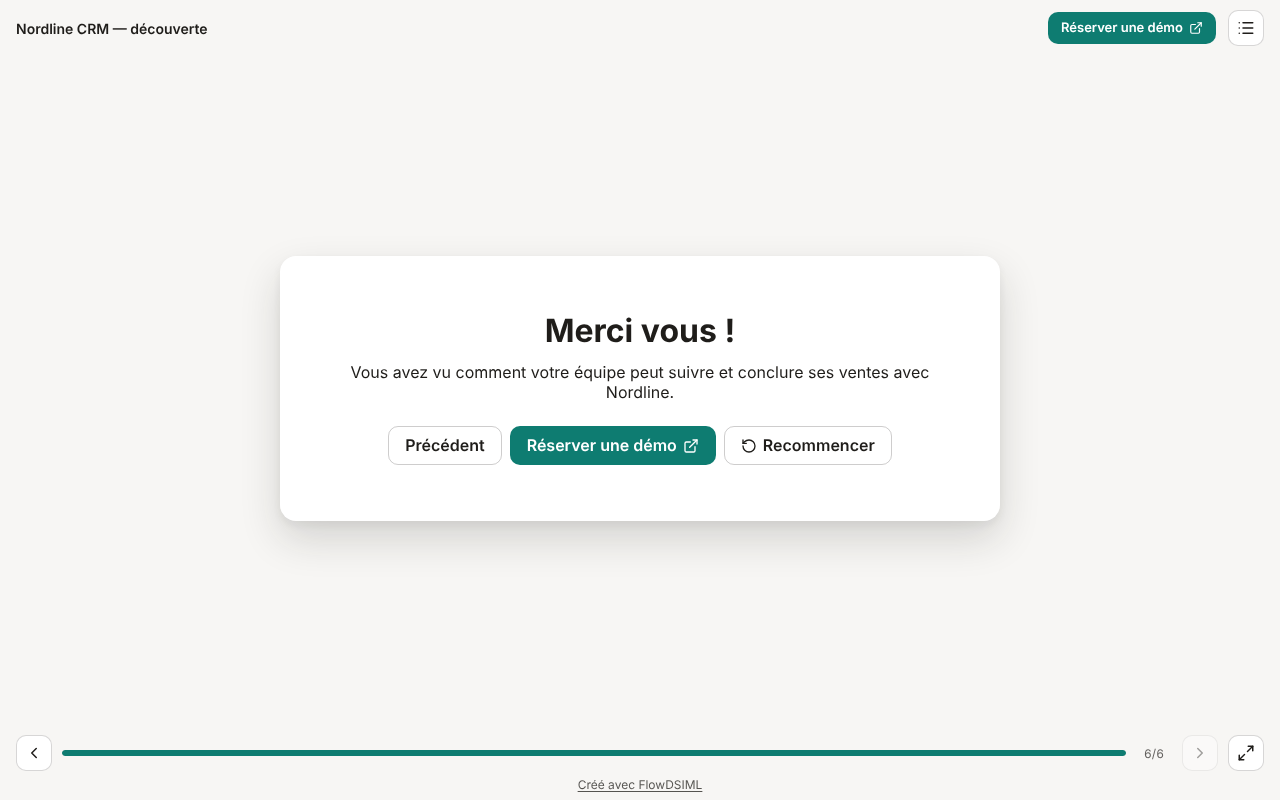 Nordline CRM — découverte
Réserver une démo
Merci vous !
Vous avez vu comment votre équipe peut suivre et conclure ses ventes avec
Nordline.
Précédent
Réserver une démo
Recommencer
6/6
Créé avec FlowDSIML